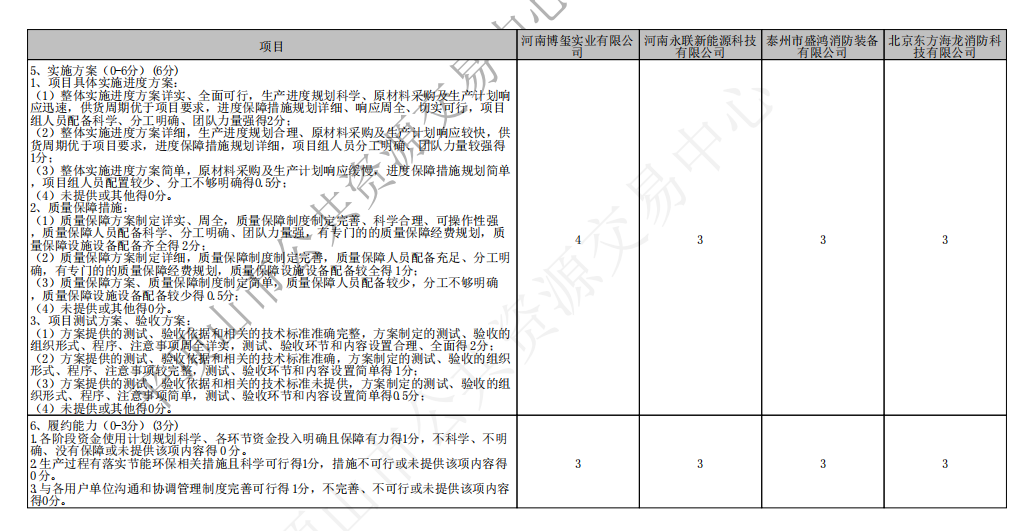 项目
河南博玺实业有限公
司
河南永联新能源科技
有限公司
泰州市盛鸿消防装备
有限公司
北京东方海龙消防科
技有限公司
5、实施方案（0-6分）(6分)
1、项目具体实施进度方案：
（1）整体实施进度方案详实、全面可行，生产进度规划科学、原材料采购及生产计划响
应迅速，供货周期优于项目要求，进度保障措施规划详细、响应周全、切实可行，项目
组人员配备科学、分工明确、团队力量强得2分；
（2）整体实施进度方案详细，生产进度规划合理、原材料采购及生产计划响应较快，供
货周期优于项目要求，进度保障措施规划详细，项目组人员分工明确、团队力量较强得
1分；
（3）整体实施进度方案简单，原材料采购及生产计划响应缓慢，进度保障措施规划简单
，项目组人员配置较少、分工不够明确得0.5分；
（4）未提供或其他得0分。
2、质量保障措施：
（1）质量保障方案制定详实、周全，质量保障制度制定完善、科学合理、可操作性强
，质量保障人员配备科学、分工明确、团队力量强，有专门的的质量保障经费规划，质
量保障设施设备配备齐全得 2分；
（2）质量保障方案制定详细，质量保障制度制定完善，质量保障人员配备充足、分工明
确，有专门的的质量保障经费规划，质量保障设施设备配备较全得 1分；
（3）质量保障方案、质量保障制度制定简单，质量保障人员配备较少，分工不够明确
，质量保障设施设备配备较少得 0.5分；
（4）未提供或其他得0分。
3、项目测试方案、验收方案：
（1）方案提供的测试、验收依据和相关的技术标准准确完整，方案制定的测试、验收的
组织形式、程序、注意事项周全详实，测试、验收环节和内容设置合理、全面得 2分；
（2）方案提供的测试、验收依据和相关的技术标准准确，方案制定的测试、验收的组织
形式、程序、注意事项较完整，测试、验收环节和内容设置简单得 1分；
（3）方案提供的测试、验收依据和相关的技术标准未提供，方案制定的测试、验收的组
织形式、程序、注意事项简单，测试、验收环节和内容设置简单得0.5分；
（4）未提供或其他得0分。
4
3
3
3
6、履约能力（0-3分）(3分)
1.各阶段资金使用计划规划科学、各环节资金投入明确且保障有力得1分，不科学、不明
确、没有保障或未提供该项内容得 0分。
2.生产过程有落实节能环保相关措施且科学可行得1分，措施不可行或未提供该项内容得
0分。
3.与各用户单位沟通和协调管理制度完善可行得 1分，不完善、不可行或未提供该项内容
得0分。
3
3
3
3